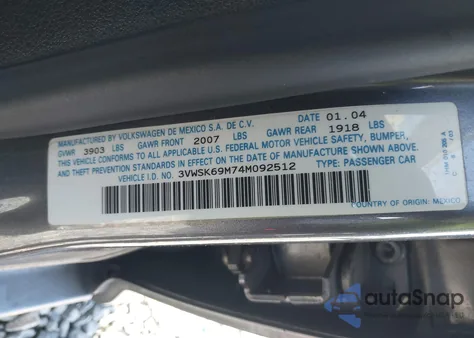 MANUFACTURED BY VOLKSWAGEN DE MEXICO S.A. DE C.V. DATE 01.04
GVWR 3903 LBS GAWR FRONT 2007 LBS GAWR REAR 1918 LBS
THIS VEHICLE CONFORMS TO ALL FEDERAL MOTOR VEHICLE SAFETY, BUMPER,
AND THEFT PREVENTION STANDARDS IN EFFECT ON THE DATE OF MANUFACTURE SHOWN ABOVE.
VEHICLE I.D. NO. 3VWSK69M74M092512 TYPE: PASSENGER CAR
COUNTRY OF ORIGIN: MEXICO
autoSnap